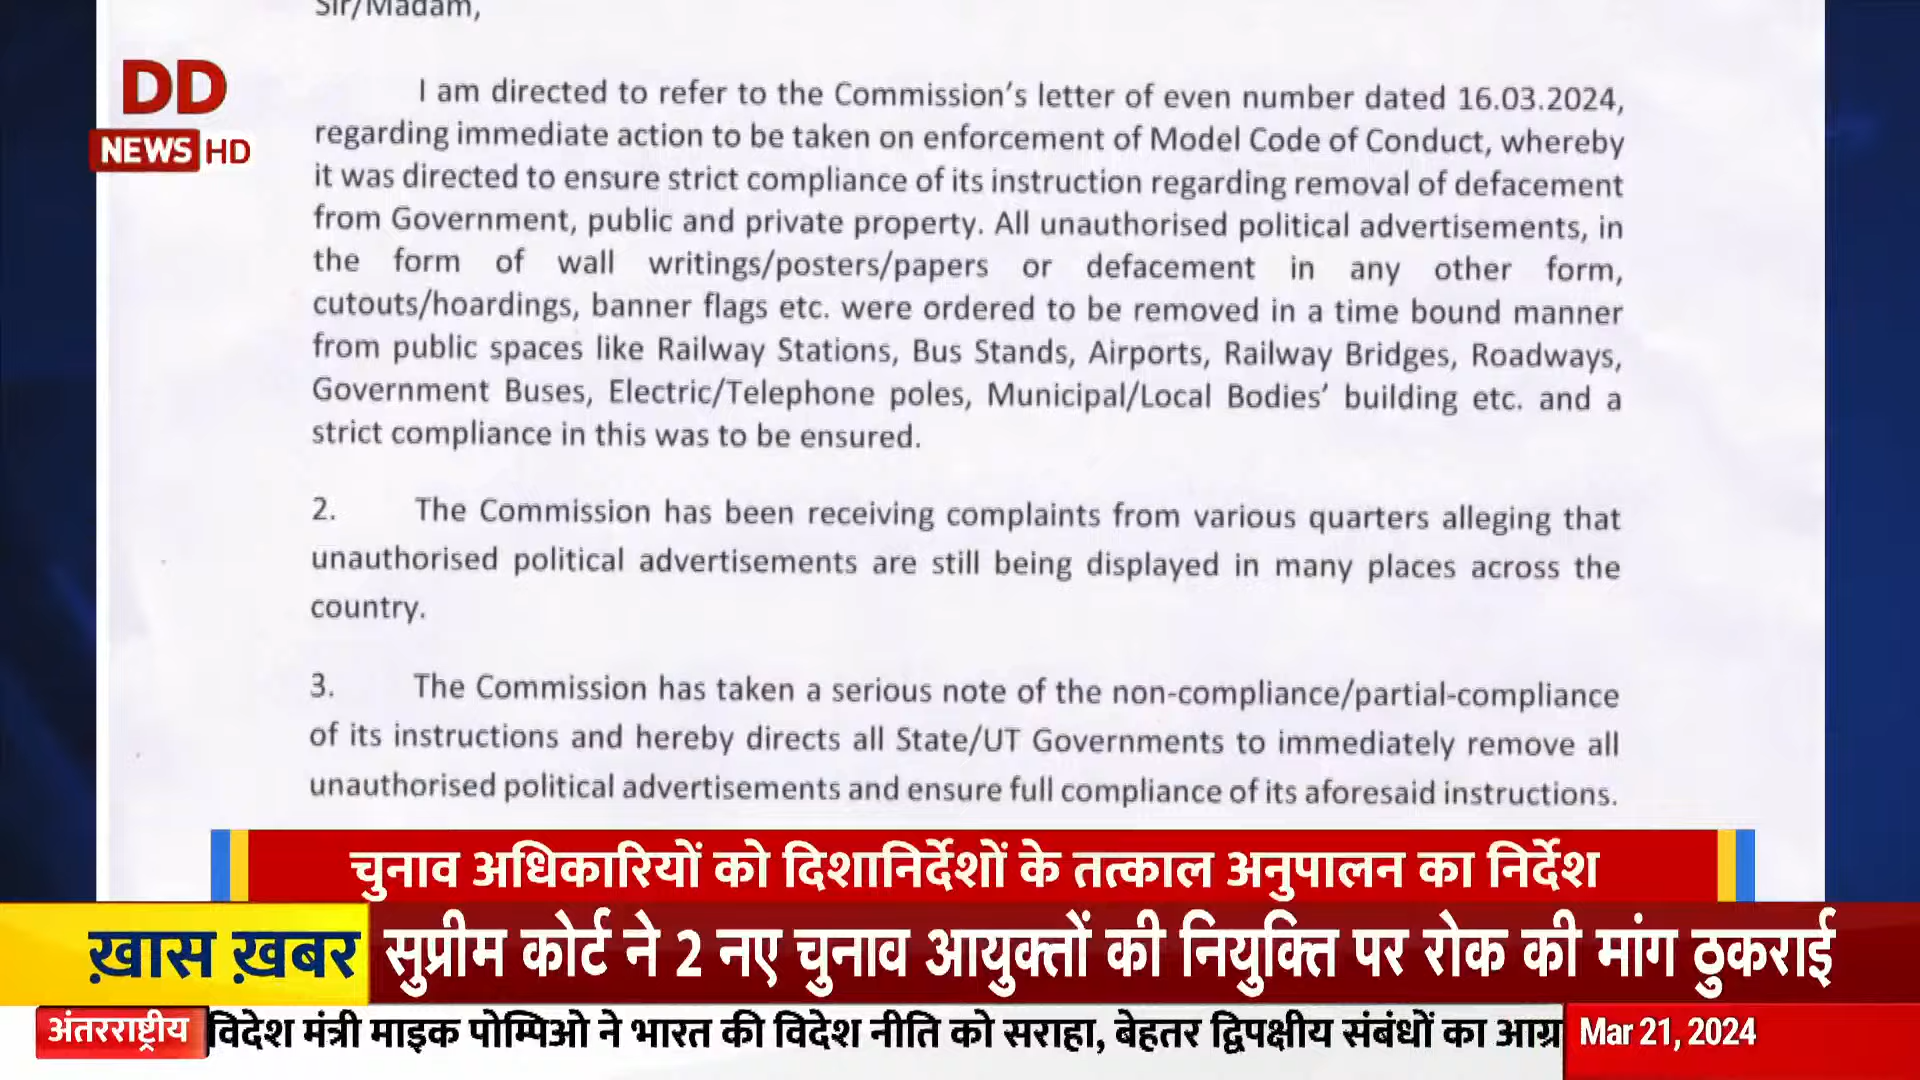 Sir/Madam,
DD
NEWS HD
I am directed to refer to the Commission's letter of even number dated 16.03.2024,
regarding immediate action to be taken on enforcement of Model Code of Conduct, whereby
it was directed to ensure strict compliance of its instruction regarding removal of defacement
from Government, public and private property. All unauthorised political advertisements, in
the form of wall writings/posters/papers or defacement in any other form,
cutouts/hoardings, banner flags etc. were ordered to be removed in a time bound manner
from public spaces like Railway Stations, Bus Stands, Airports, Railway Bridges, Roadways,
Government Buses, Electric/Telephone poles, Municipal/Local Bodies' building etc. and a
strict compliance in this was to be ensured.
2. The Commission has been receiving complaints from various quarters alleging that
unauthorised political advertisements are still being displayed in many places across the
country.
3. The Commission has taken a serious note of the non-compliance/partial-compliance
of its instructions and hereby directs all State/UT Governments to immediately remove all
unauthorised political advertisements and ensure full compliance of its aforesaid instructions.
चुनाव अधिकारियों को दिशानिर्देशों के तत्काल अनुपालन का निर्देश
ख़ास ख़बर
सुप्रीम कोर्ट ने 2 नए चुनाव आयुक्तों की नियुक्ति पर रोक की मांग ठुकराई
अंतरराष्ट्रीय
विदेश मंत्री माइक पोम्पिओ ने भारत की विदेश नीति को सराहा, बेहतर द्विपक्षीय संबंधों का आग्र
Mar 21, 2024